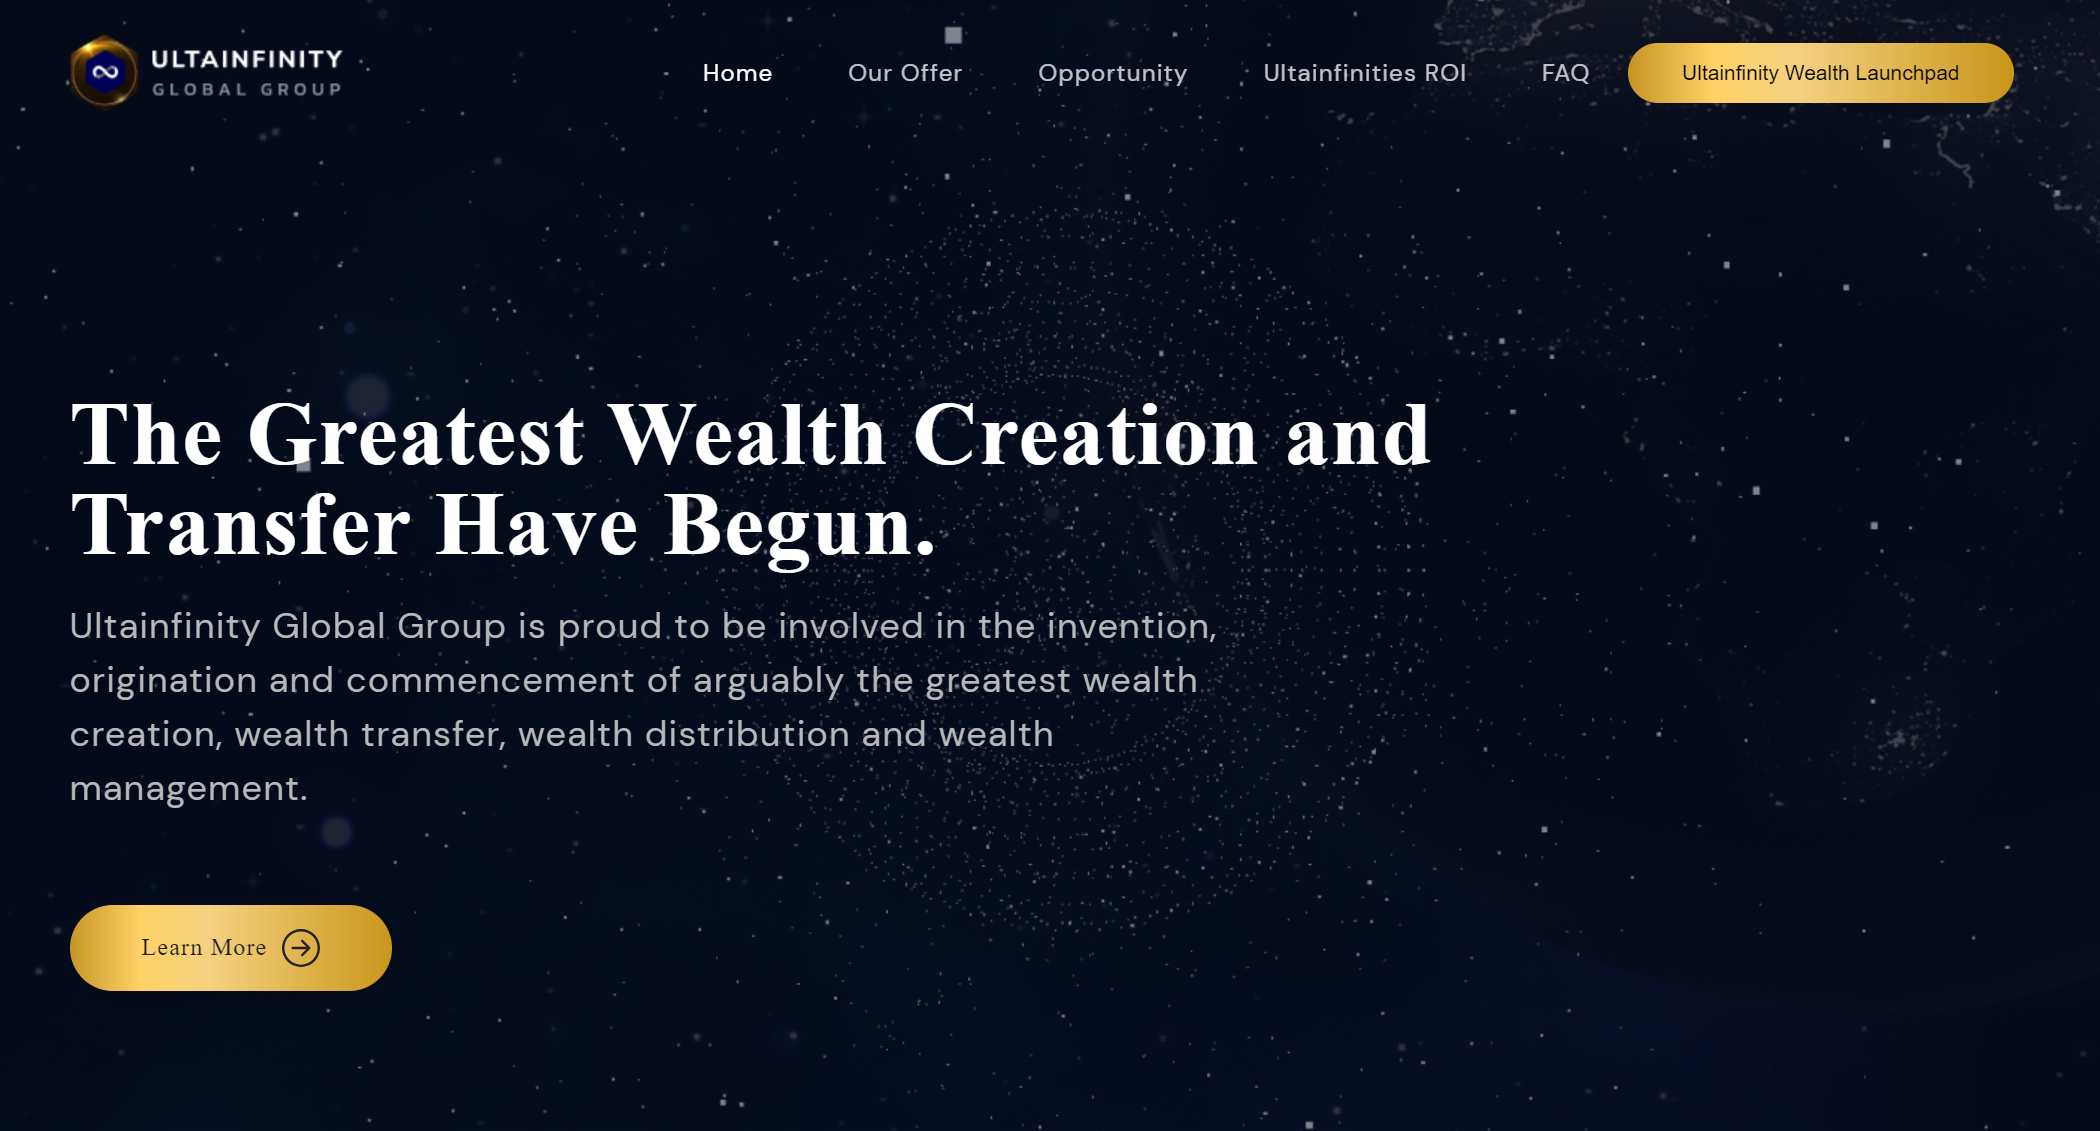 ULTAINFINITY
GLOBAL GROUP
Home
Our Offer
Opportunity
Ultainfinities ROI
FAQ
Ultainfinity Wealth Launchpad
The Greatest Wealth Creation and
Transfer Have Begun.
Ultainfinity Global Group is proud to be involved in the invention,
origination and commencement of arguably the greatest wealth
creation, wealth transfer, wealth distribution and wealth
management.
Learn More